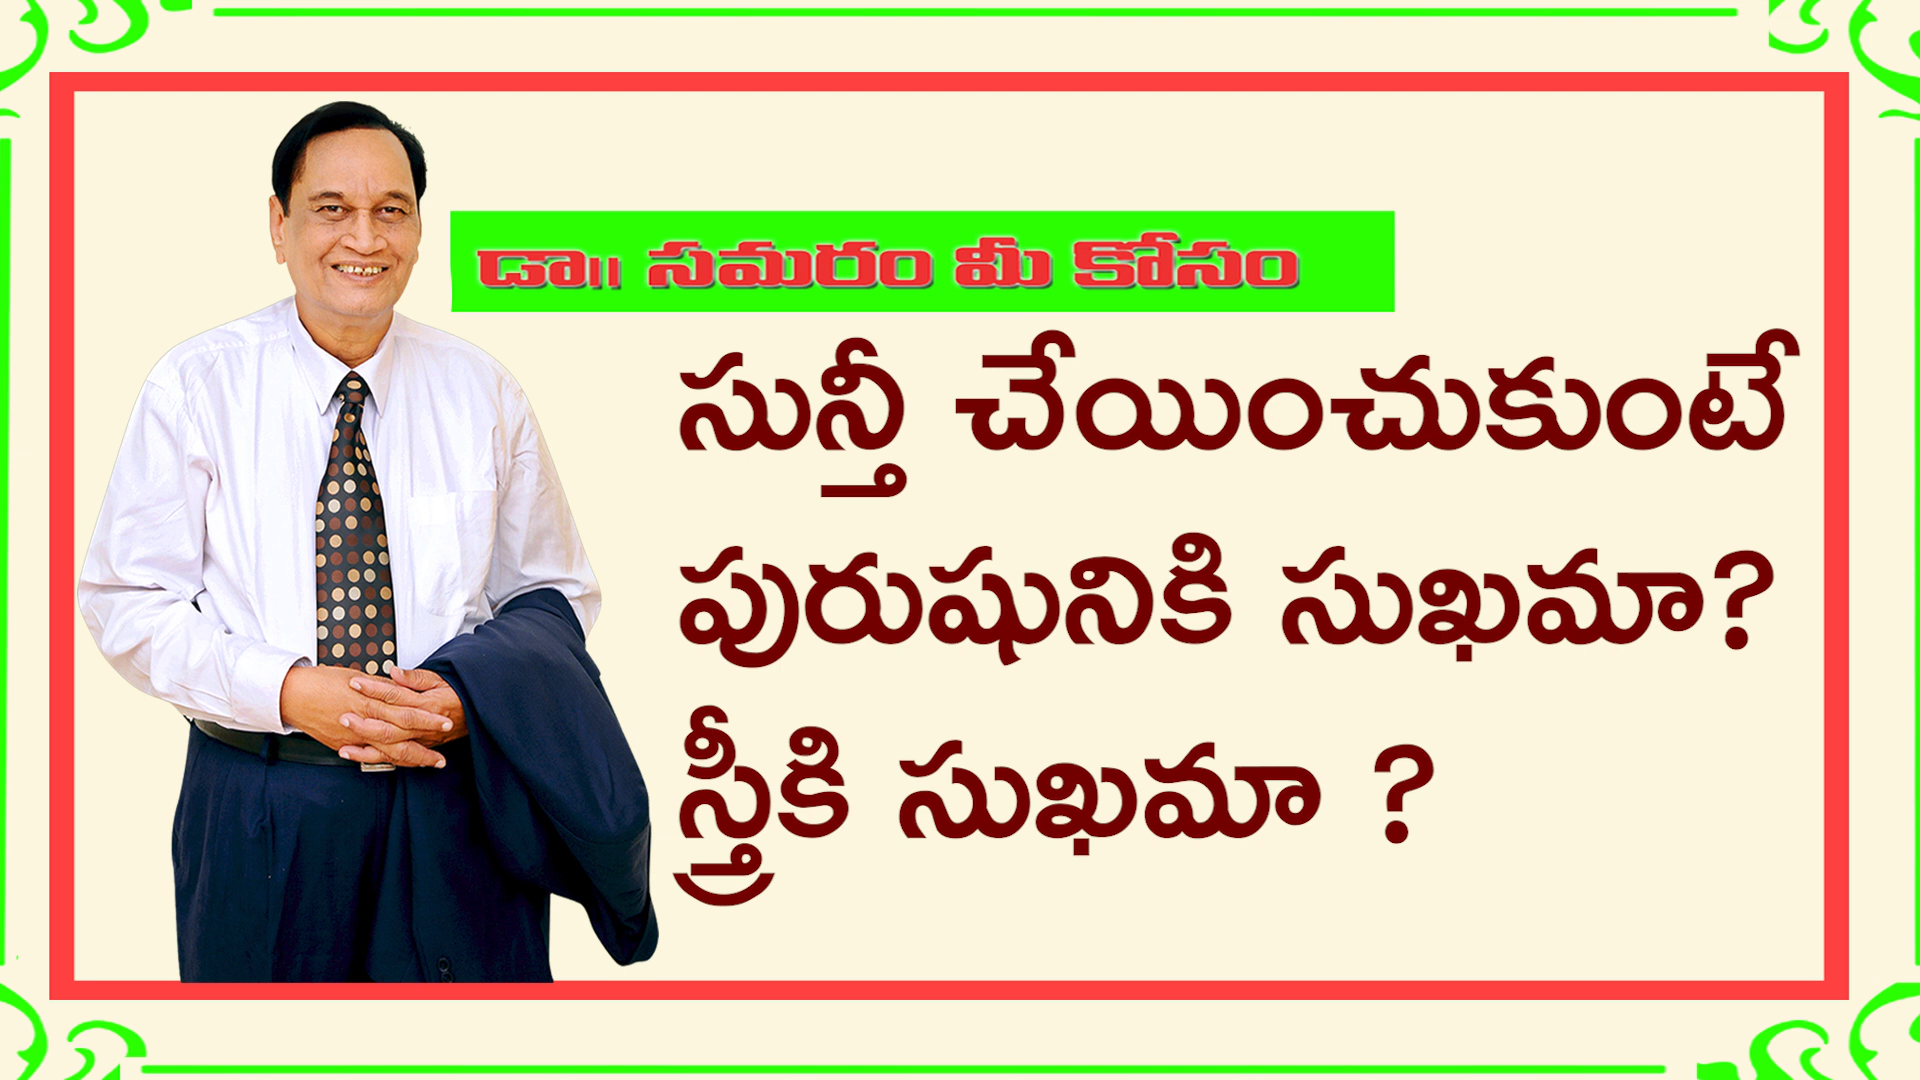 డా॥ సమరం మీ కోసం
సున్తీ చేయించుకుంటే
పురుషునికి సుఖమా?
స్త్రీకి సుఖమా ?